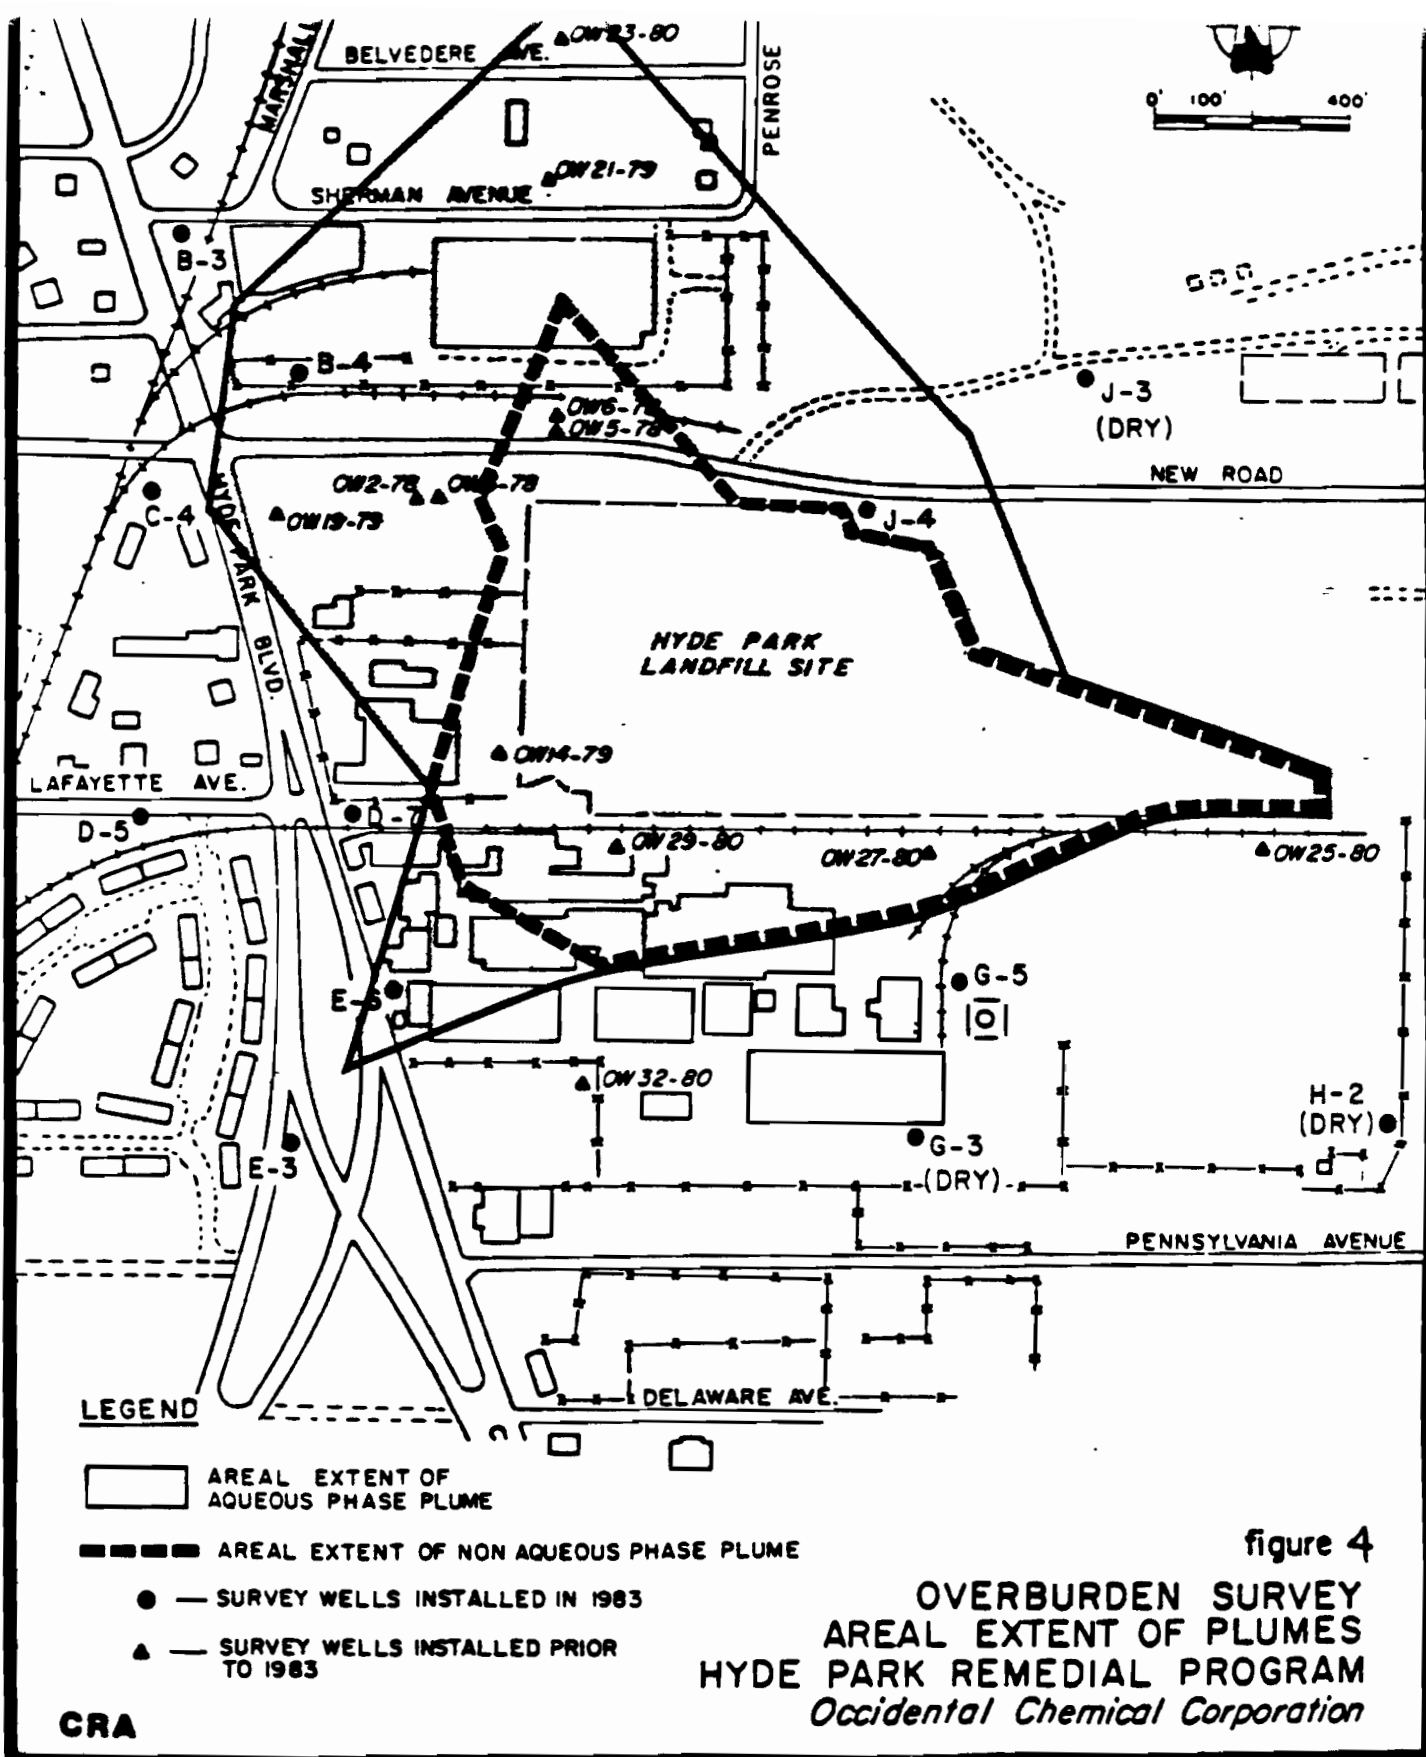 OW23-80
BELVEDERE AVE.
MARSHALL
PENROSE
0' 100' 400'
OW21-79
SHERMAN AVENUE
B-3
B-4
OW6-78
OW5-78
J-3
(DRY)
NEW ROAD
OW2-78
-78
OW19-79
C-4
J-4
HYDE PARK BLVD.
HYDE PARK
LANDFILL SITE
OW14-79
LAFAYETTE AVE.
D-5
D-7
OW29-80
OW27-80
OW25-80
E-6
G-5
OW32-80
H-2
(DRY)
G-3
(DRY)
E-3
PENNSYLVANIA AVENUE
DELAWARE AVE.
LEGEND
AREAL EXTENT OF
AQUEOUS PHASE PLUME
AREAL EXTENT OF NON AQUEOUS PHASE PLUME
— SURVEY WELLS INSTALLED IN 1983
— SURVEY WELLS INSTALLED PRIOR
TO 1983
figure 4
OVERBURDEN SURVEY
AREAL EXTENT OF PLUMES
HYDE PARK REMEDIAL PROGRAM
Occidental Chemical Corporation
CRA